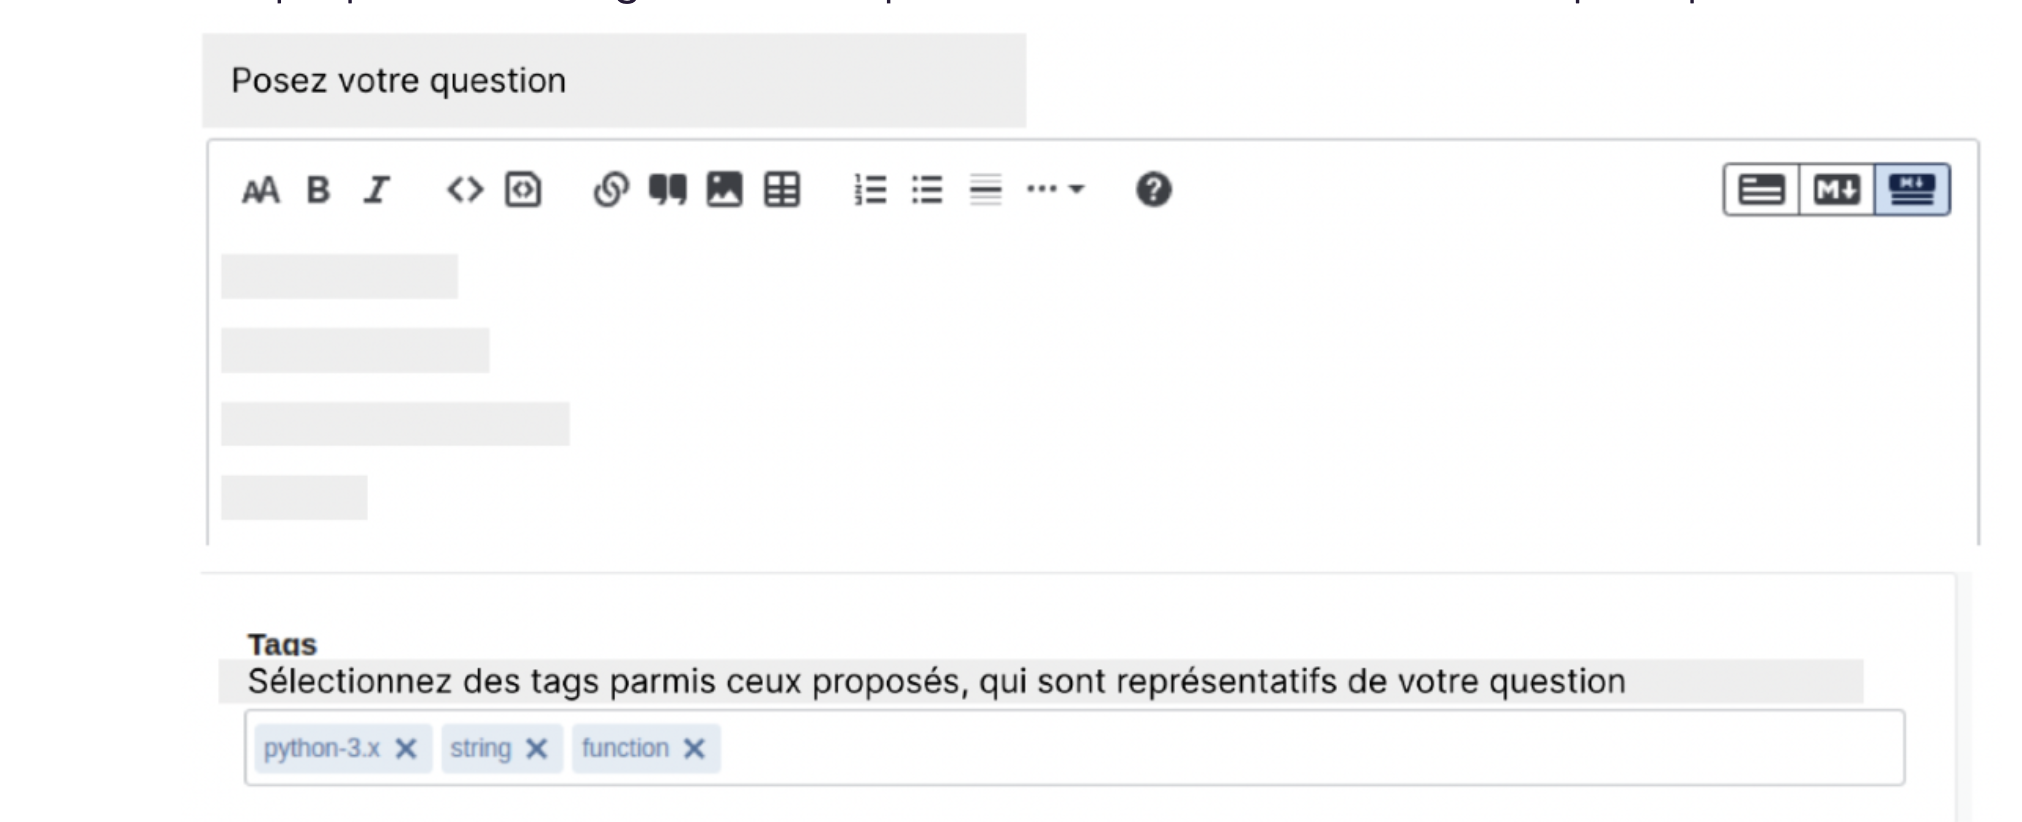 Posez votre question
AA B I
M↓ M↓
Tags
Sélectionnez des tags parmis ceux proposés, qui sont représentatifs de votre question
python-3.x string function